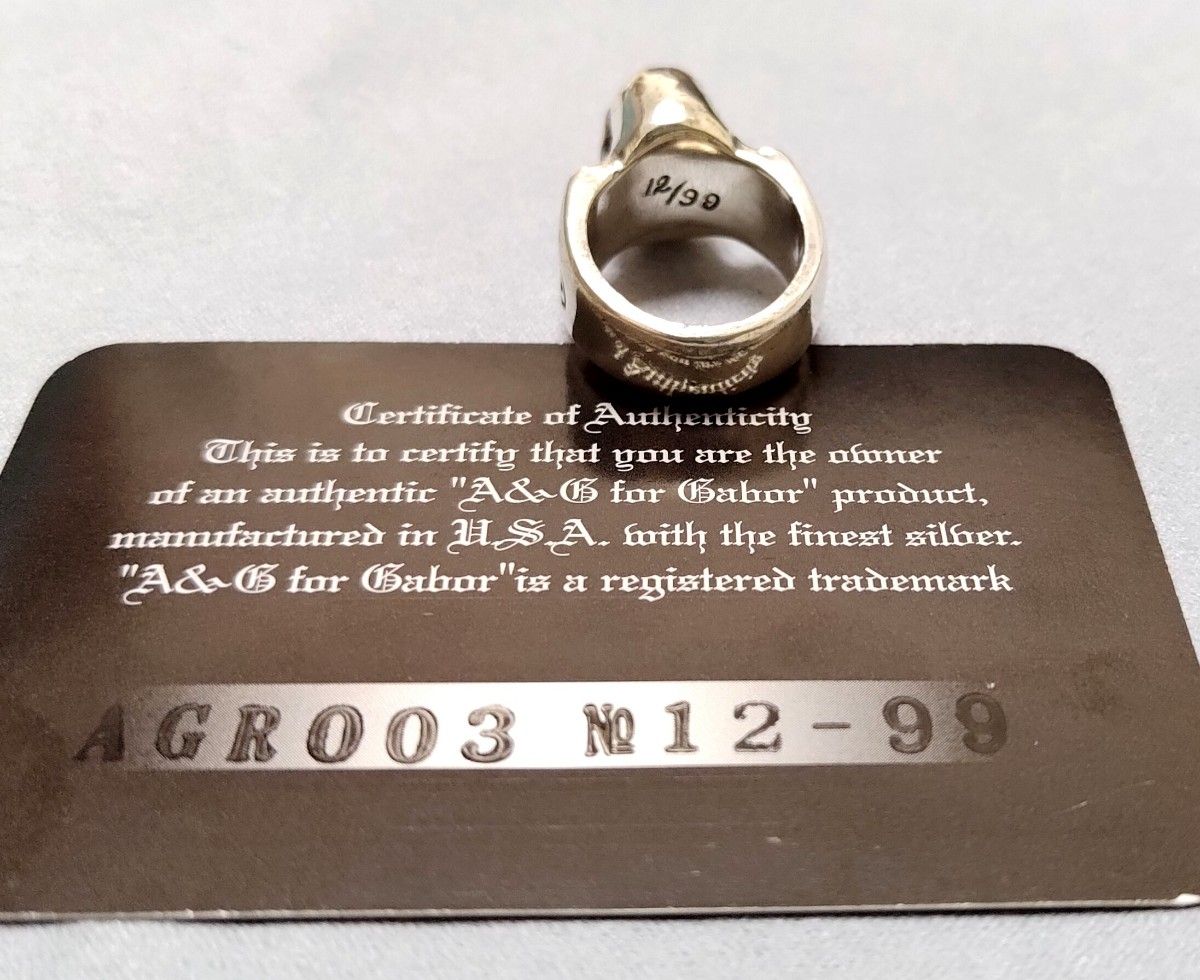 12/99
Certificate of Authenticity
This is to certify that you are the owner
of an authentic "A&G for Gabor" product,
manufactured in U.S.A. with the finest silver.
"A&G for Gabor"is a registered trademark
AGR003 №12-99